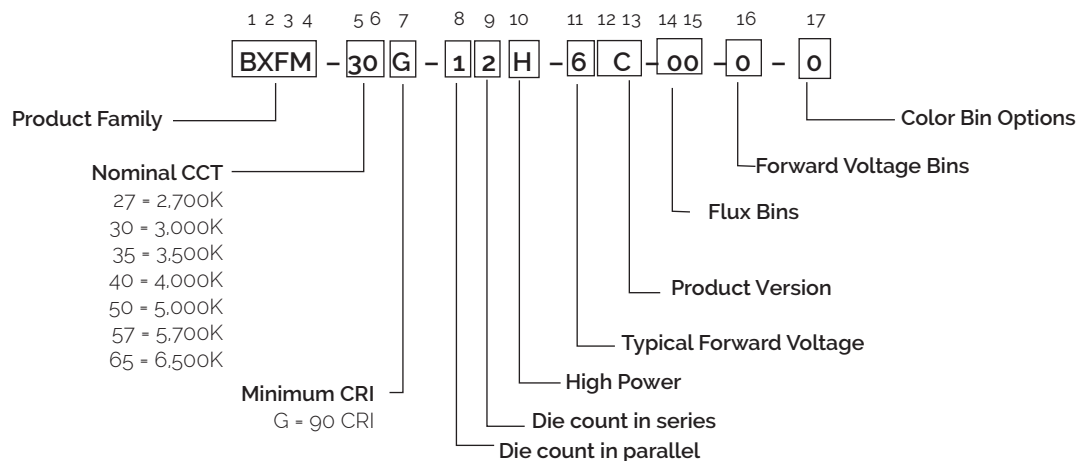 1 2 3 4 5 6 7 8 9 10 11 12 13 14 15 16 17
BXFM – 30 G – 1 2 H – 6 C – 00 – 0 – 0
Product Family
Color Bin Options
Nominal CCT
27 = 2,700K
30 = 3,000K
35 = 3,500K
40 = 4,000K
50 = 5,000K
57 = 5,700K
65 = 6,500K
Forward Voltage Bins
Flux Bins
Product Version
Typical Forward Voltage
High Power
Minimum CRI
G = 90 CRI
Die count in series
Die count in parallel